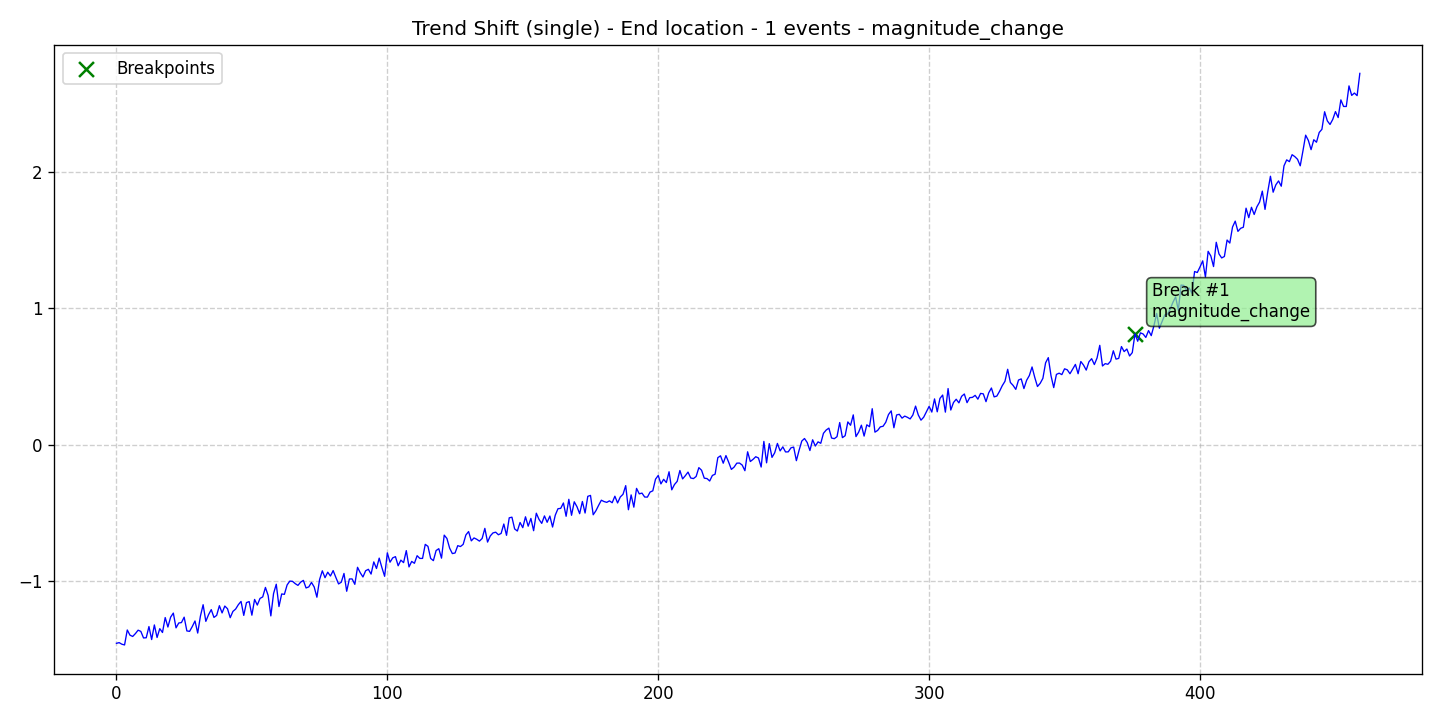 Trend Shift (single) - End location - 1 events - magnitude_change
Breakpoints
Break #1
magnitude_change
2
1
0
−1
0
100
200
300
400